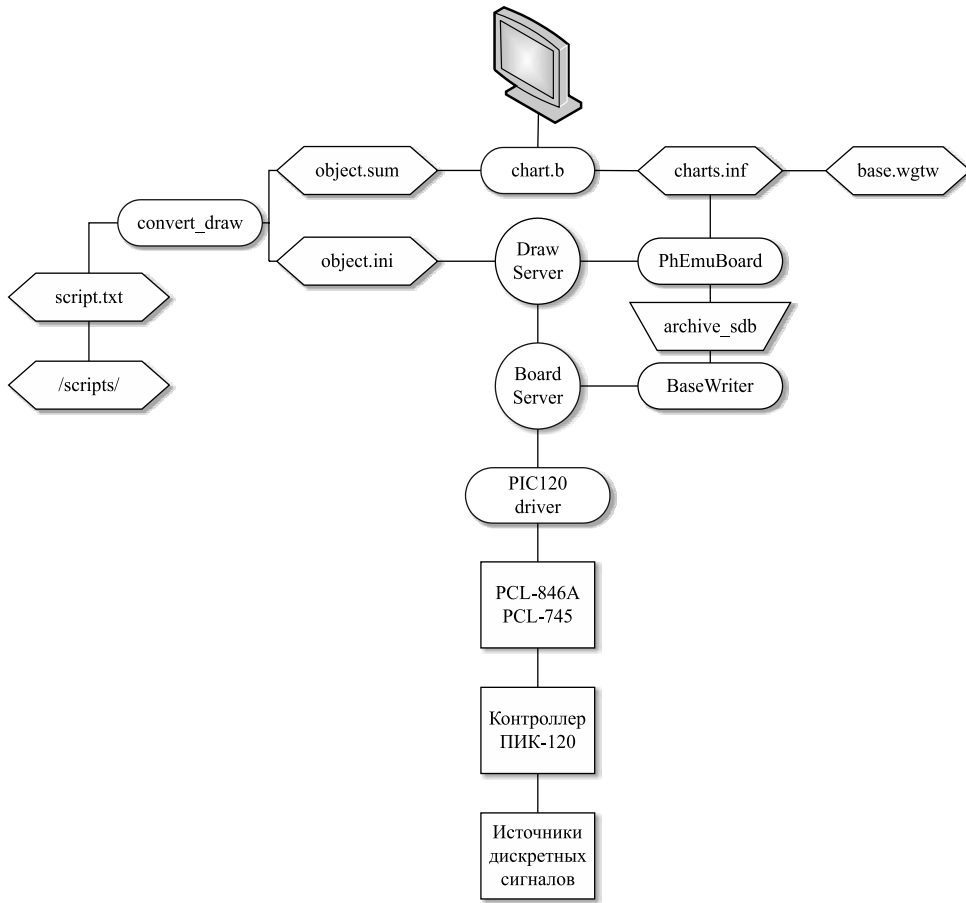 object.sum
chart.b
charts.inf
base.wgtw
convert_draw
object.ini
Draw
Server
PhEmuBoard
script.txt
archive_sdb
/scripts/
Board
Server
BaseWriter
PIC120
driver
PCL-846A
PCL-745
Контроллер
ПИК-120
Источники
дискретных
сигналов